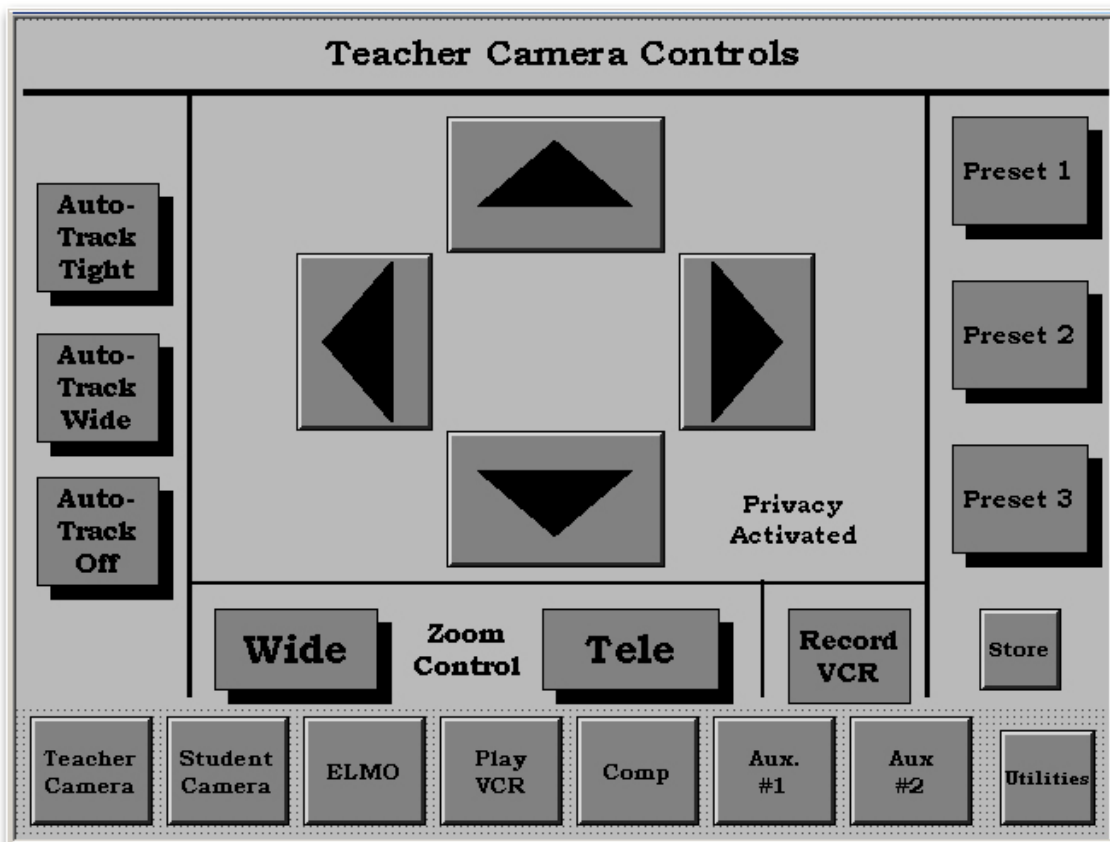 Teacher Camera Controls
Auto-
Track
Tight
Auto-
Track
Wide
Auto-
Track
Off
Privacy
Activated
Wide
Zoom
Control
Tele
Record
VCR
Preset 1
Preset 2
Preset 3
Store
Teacher
Camera
Student
Camera
ELMO
Play
VCR
Comp
Aux.
#1
Aux
#2
Utilities